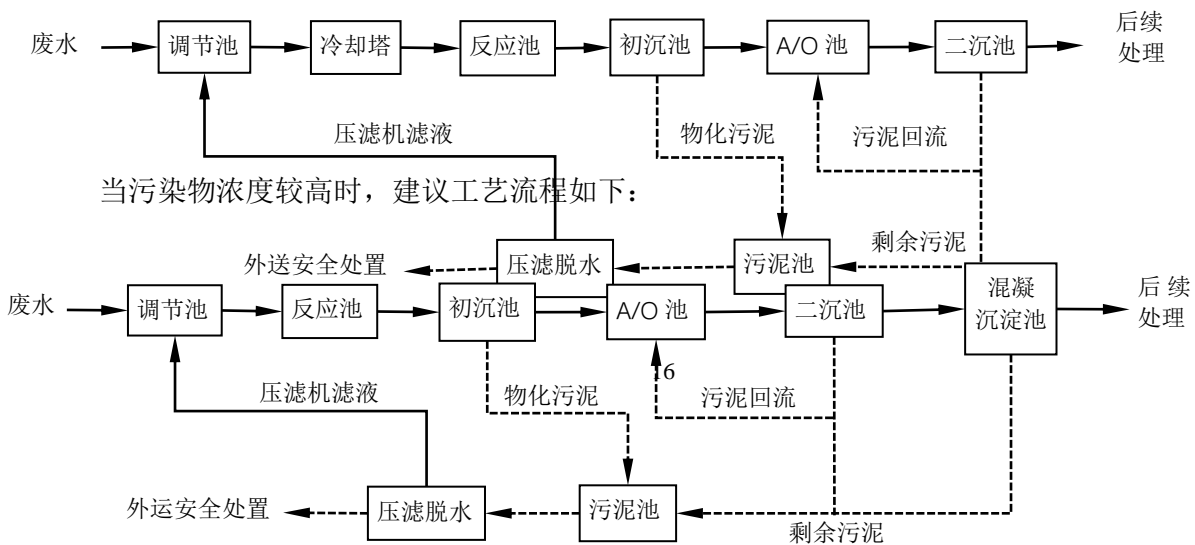 废水
调节池
冷却塔
反应池
初沉池
A/O 池
二沉池
后续
处理
压滤机滤液
物化污泥
污泥回流
当污染物浓度较高时，建议工艺流程如下：
外送安全处置
压滤脱水
污泥池
剩余污泥
废水
调节池
反应池
初沉池
A/O 池
二沉池
混凝
沉淀池
后 续
处理
16
压滤机滤液
物化污泥
污泥回流
外运安全处置
压滤脱水
污泥池
剩余污泥